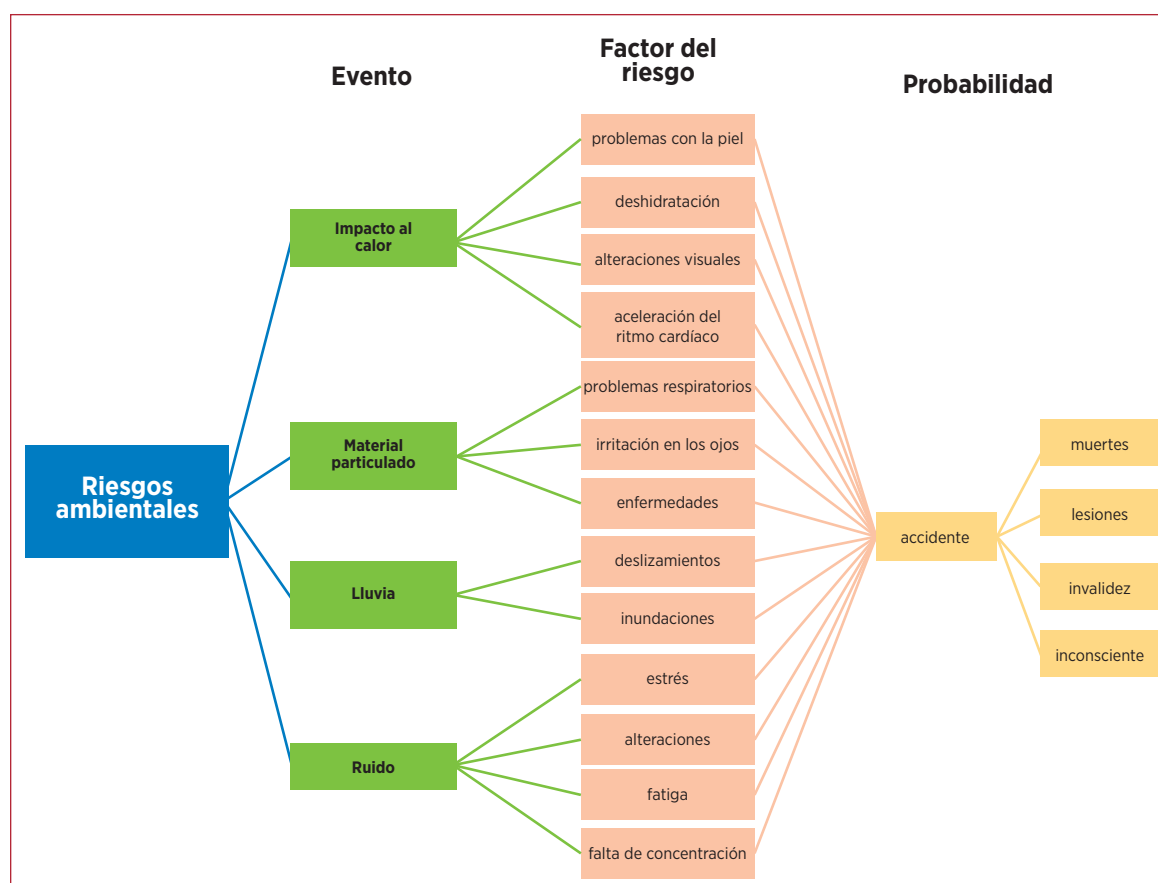 Evento
Factor del
riesgo
Probabilidad
Riesgos
ambientales
Impacto al
calor
Material
particulado
Lluvia
Ruido
problemas con la piel
deshidratación
alteraciones visuales
aceleración del
ritmo cardíaco
problemas respiratorios
irritación en los ojos
enfermedades
deslizamientos
inundaciones
estrés
alteraciones
fatiga
falta de concentración
accidente
muertes
lesiones
invalidez
inconsciente